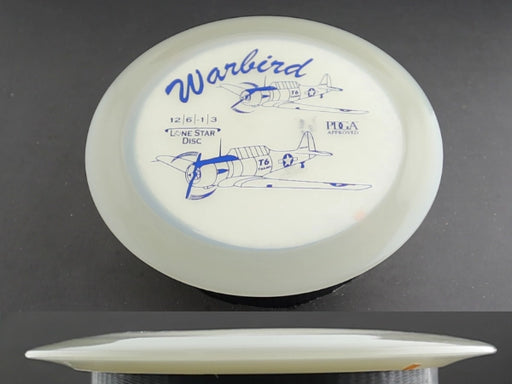 Warbird
T6
12|6|-1|3
LONE STAR
DISC
PDGA
APPROVED
T6